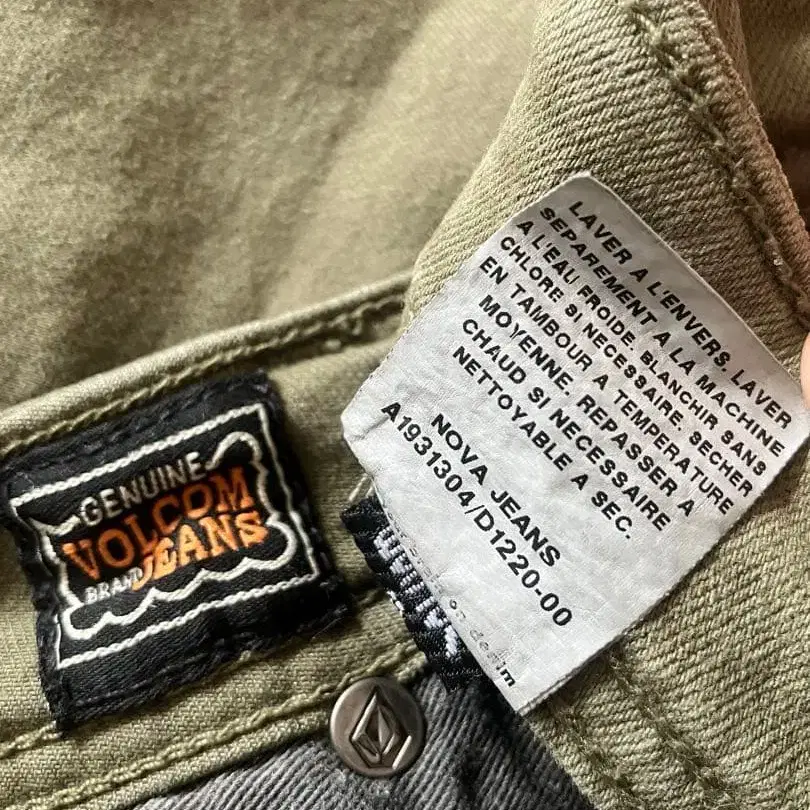 GENUINE
VOLCOM
BRAND JEANS
LAVER A L'ENVERS. LAVER
SEPAREMENT A LA MACHINE
A L'EAU FROIDE. BLANCHIR SANS
CHLORE SI NECESSAIRE. SECHER
EN TAMBOUR A TEMPERATURE
MOYENNE. REPASSER A
CHAUD SI NECESSAIRE
NETTOYABLE A SEC.
NOVA JEANS
A1931304/D1220-00
denim